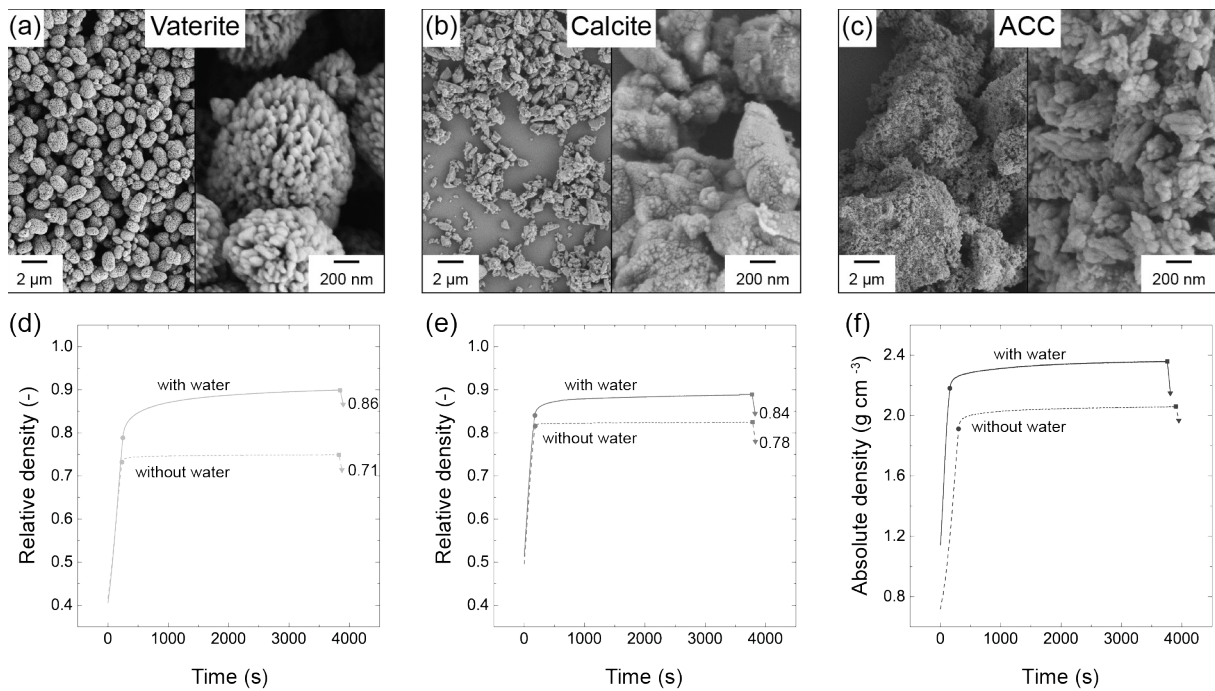 (a) Vaterite
2 µm
200 nm
(b) Calcite
2 µm
200 nm
(c) ACC
2 µm
200 nm
(d)
1.0
0.9
0.8
0.7
0.6
0.5
0.4
Relative density (-)
with water
0.86
without water
0.71
0 1000 2000 3000 4000
Time (s)
(e)
1.0
0.9
0.8
0.7
0.6
0.5
0.4
Relative density (-)
with water
0.84
without water
0.78
0 1000 2000 3000 4000
Time (s)
(f)
2.4
2.0
1.6
1.2
0.8
Absolute density (g cm -3)
with water
without water
0 1000 2000 3000 4000
Time (s)